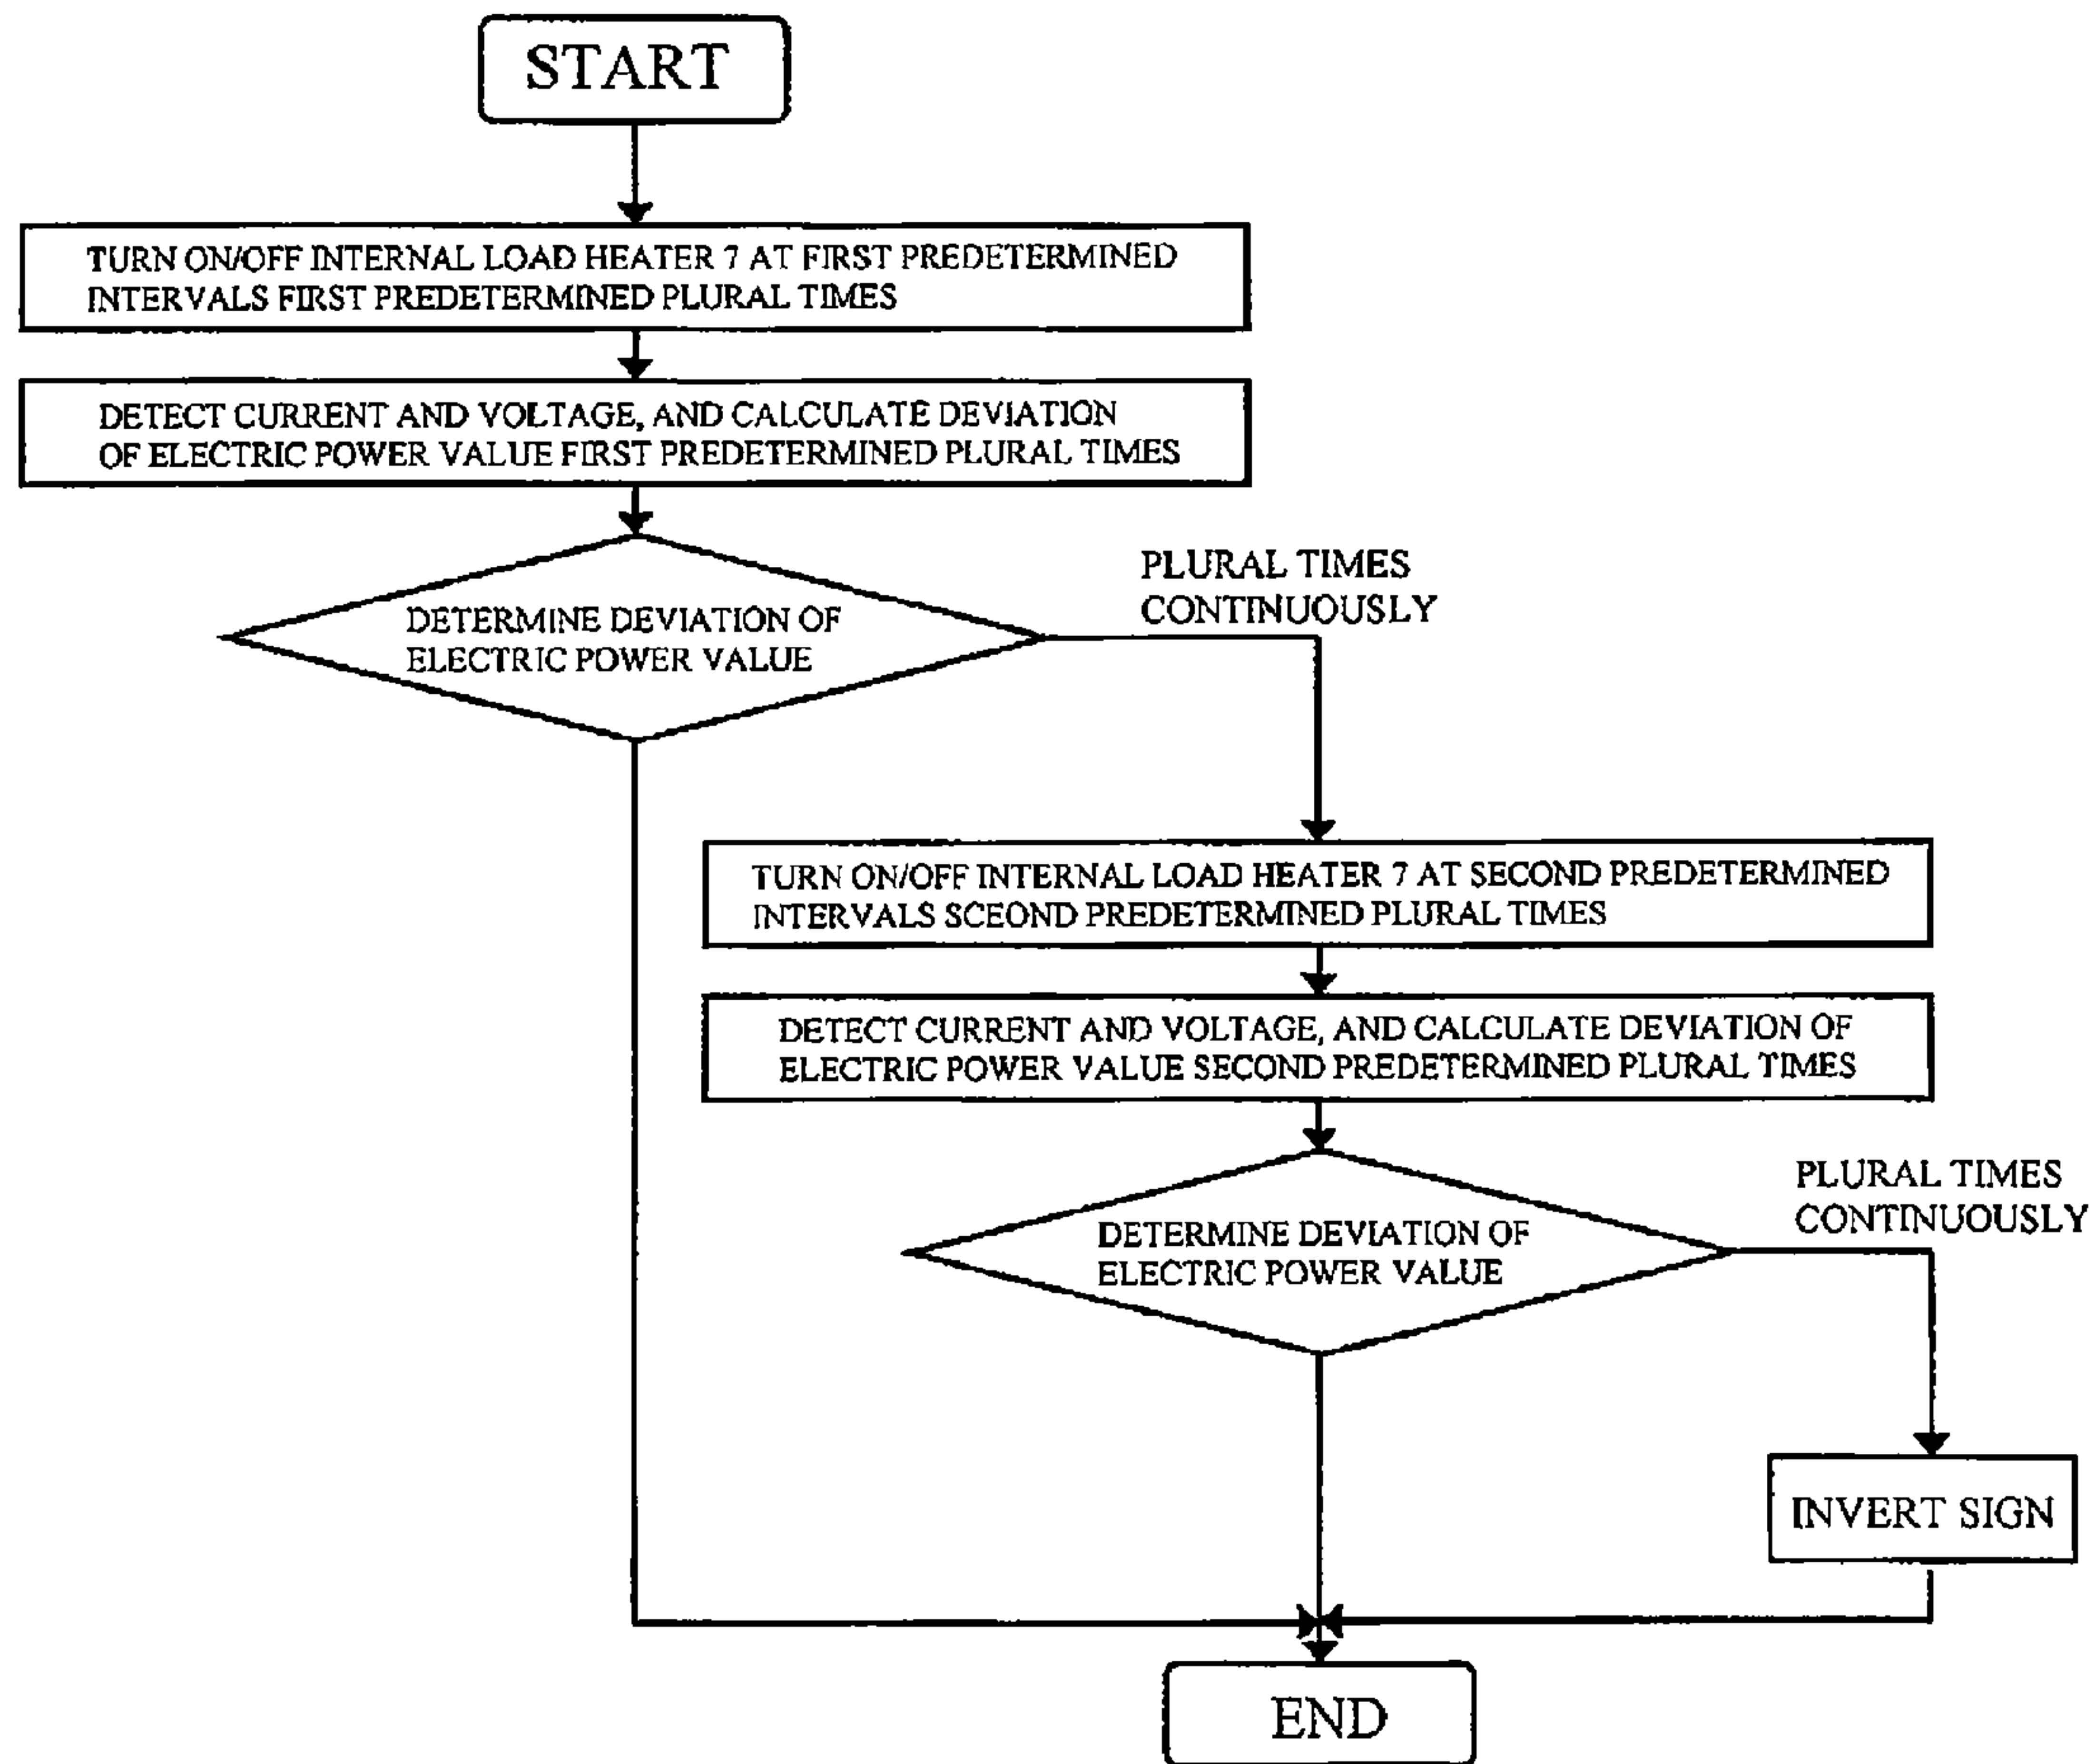 START
TURN ON/OFF INTERNAL LOAD HEATER 7 AT FIRST PREDETERMINED
INTERVALS FIRST PREDETERMINED PLURAL TIMES
DETECT CURRENT AND VOLTAGE, AND CALCULATE DEVIATION
OF ELECTRIC POWER VALUE FIRST PREDETERMINED PLURAL TIMES
PLURAL TIMES
CONTINUOUSLY
DETERMINE DEVIATION OF
ELECTRIC POWER VALUE
TURN ON/OFF INTERNAL LOAD HEATER 7 AT SECOND PREDETERMINED
INTERVALS SCEOND PREDETERMINED PLURAL TIMES
DETECT CURRENT AND VOLTAGE, AND CALCULATE DEVIATION OF
ELECTRIC POWER VALUE SECOND PREDETERMINED PLURAL TIMES
PLURAL TIMES
CONTINUOUSLY
DETERMINE DEVIATION OF
ELECTRIC POWER VALUE
INVERT SIGN
END